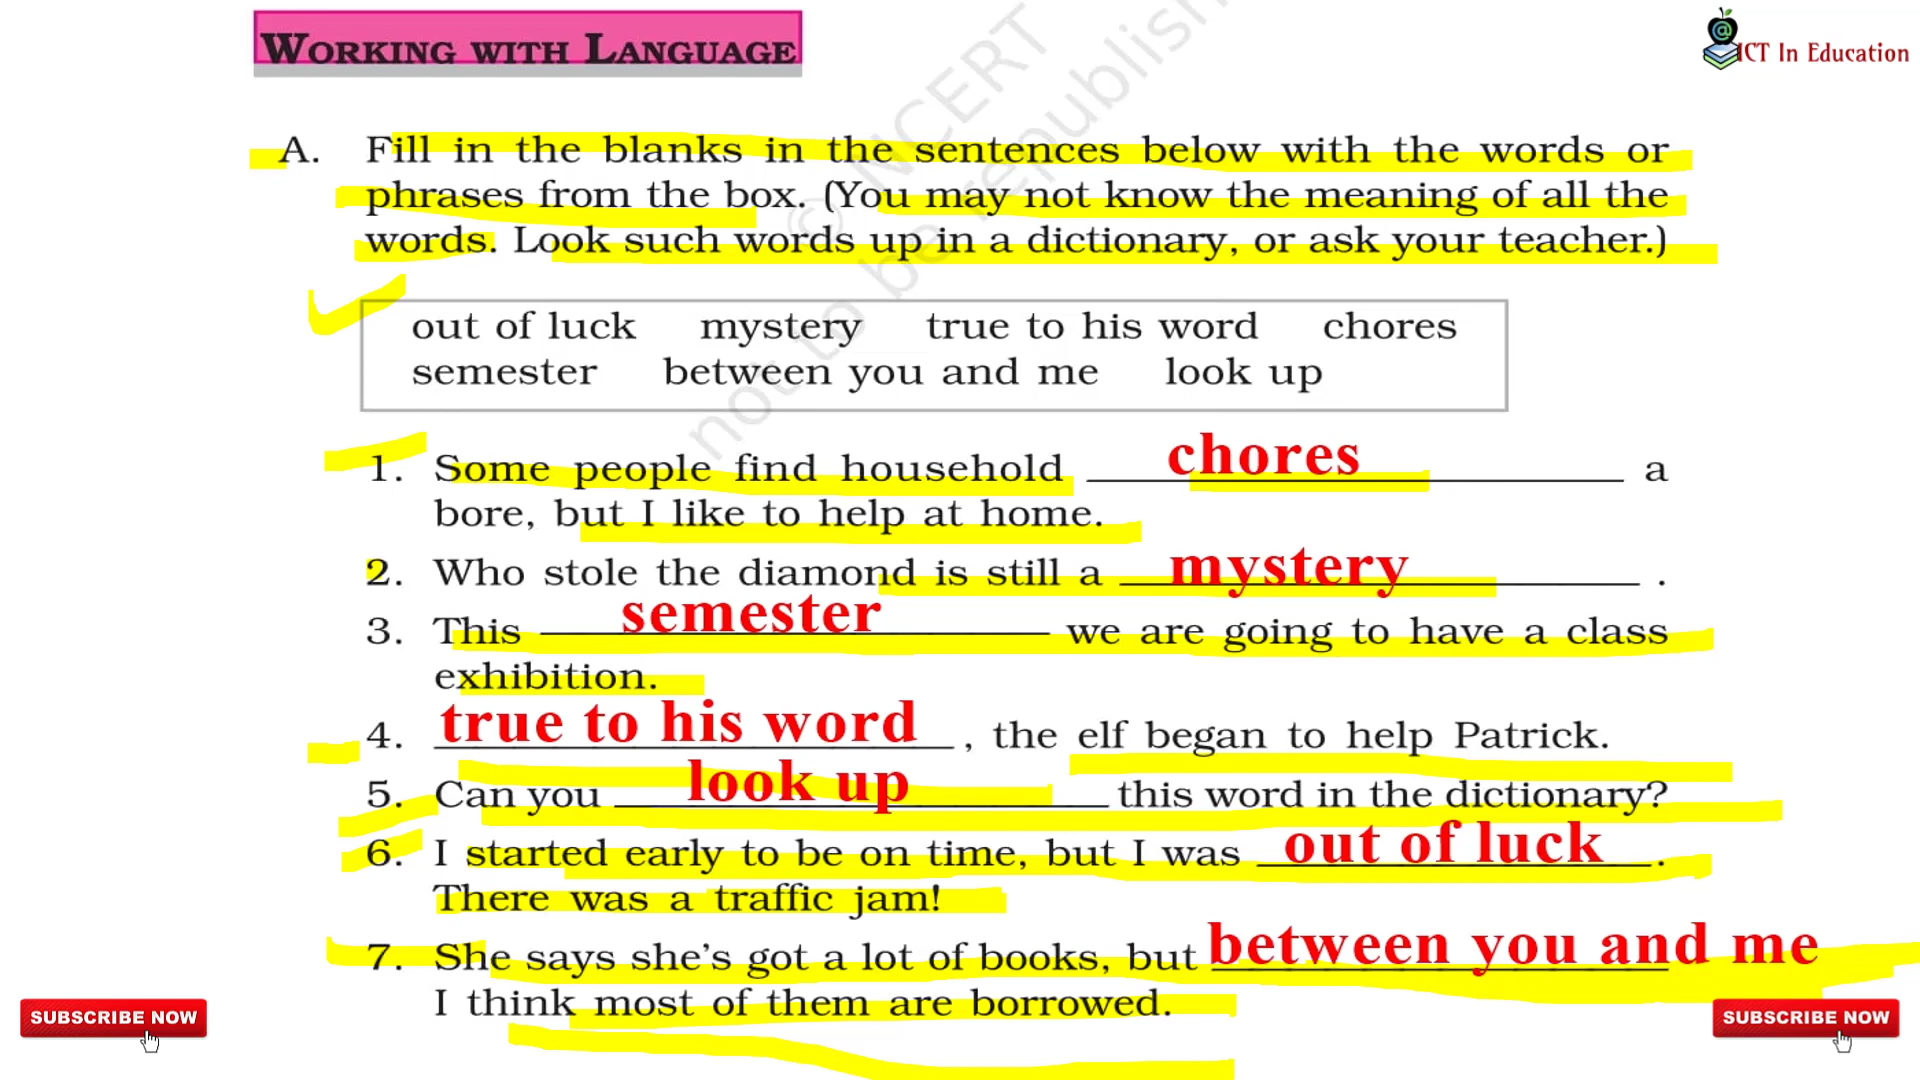 WORKING WITH LANGUAGE
ICT In Education
© NCERT
not to be republish
A. Fill in the blanks in the sentences below with the words or
phrases from the box. (You may not know the meaning of all the
words. Look such words up in a dictionary, or ask your teacher.)
out of luck mystery true to his word chores
semester between you and me look up
1. Some people find household chores a
bore, but I like to help at home.
2. Who stole the diamond is still a mystery .
3. This semester we are going to have a class
exhibition.
4. true to his word , the elf began to help Patrick.
5. Can you look up this word in the dictionary?
6. I started early to be on time, but I was out of luck .
There was a traffic jam!
7. She says she's got a lot of books, but between you and me
I think most of them are borrowed.
SUBSCRIBE NOW
SUBSCRIBE NOW